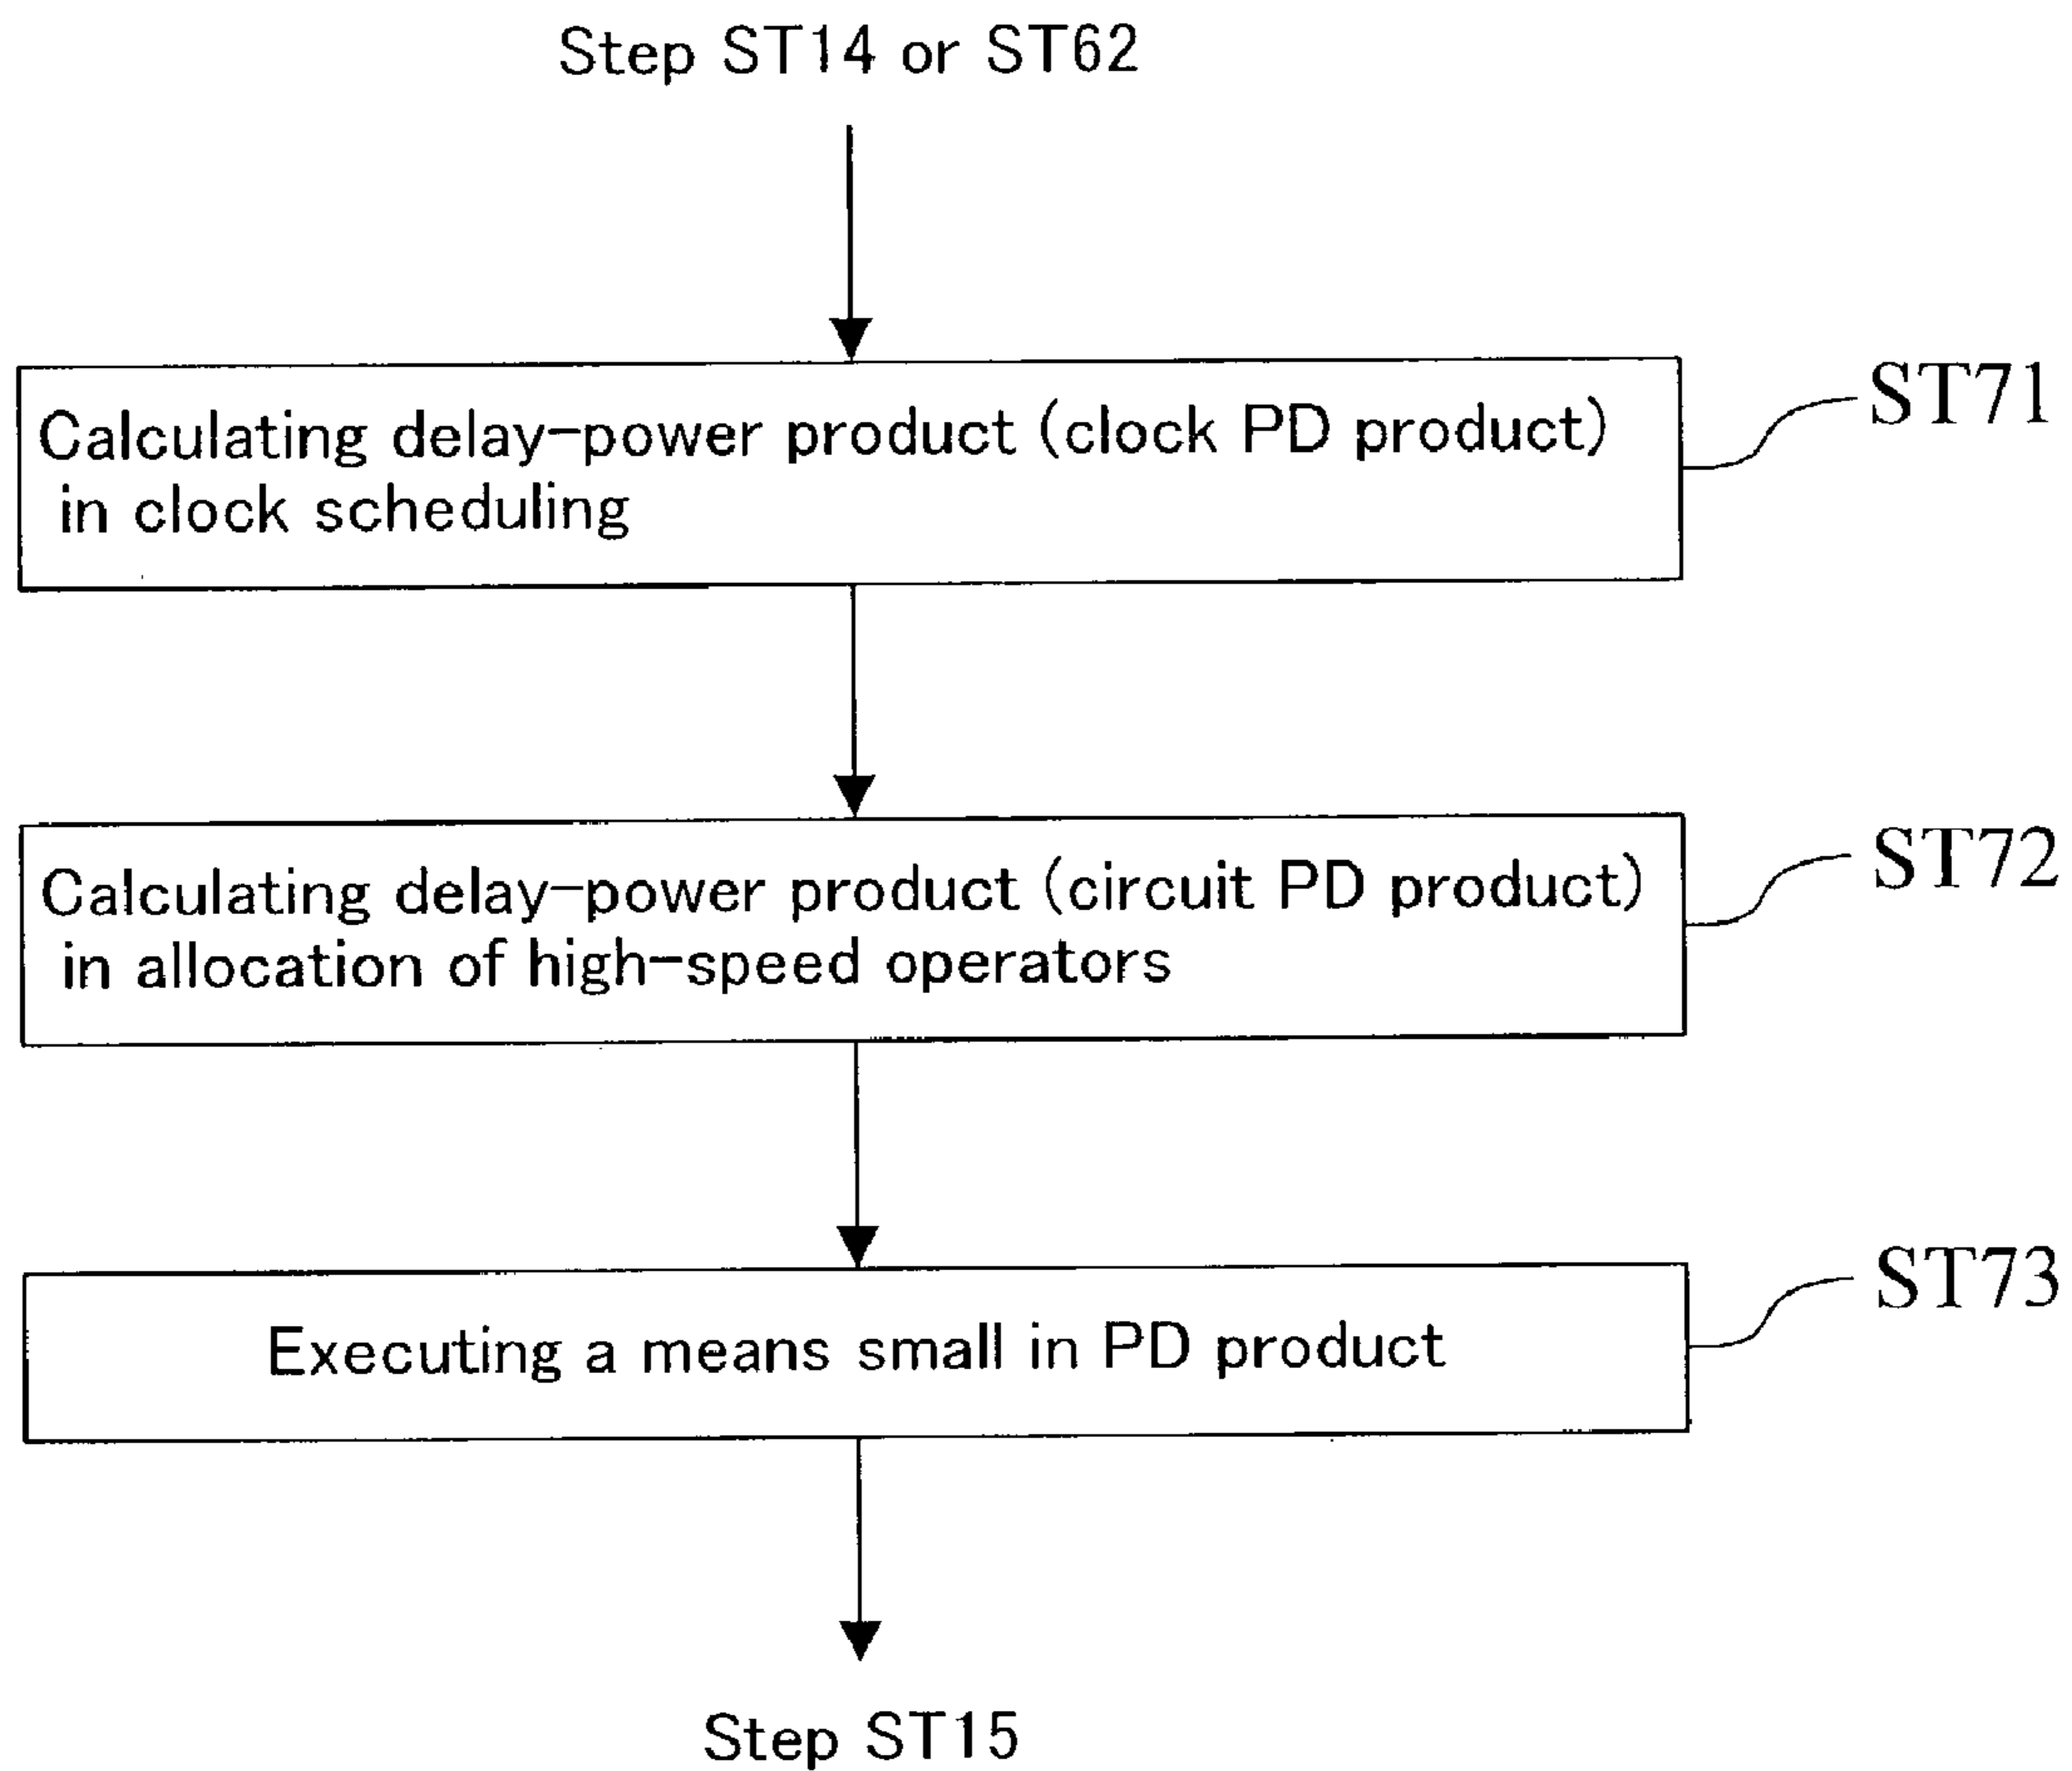 Step ST14 or ST62
Calculating delay-power product (clock PD product)
in clock scheduling
ST71
Calculating delay-power product (circuit PD product)
in allocation of high-speed operators
ST72
Executing a means small in PD product
ST73
Step ST15